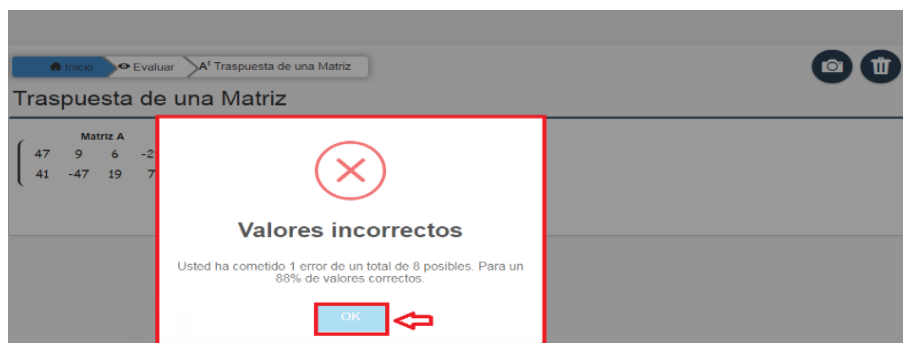 Inicio Evaluar Aᵗ Traspuesta de una Matriz
Traspuesta de una Matriz
Matriz A
47 9 6
41 -47 19 7
Valores incorrectos
Usted ha cometido 1 error de un total de 8 posibles. Para un
88% de valores correctos.
OK